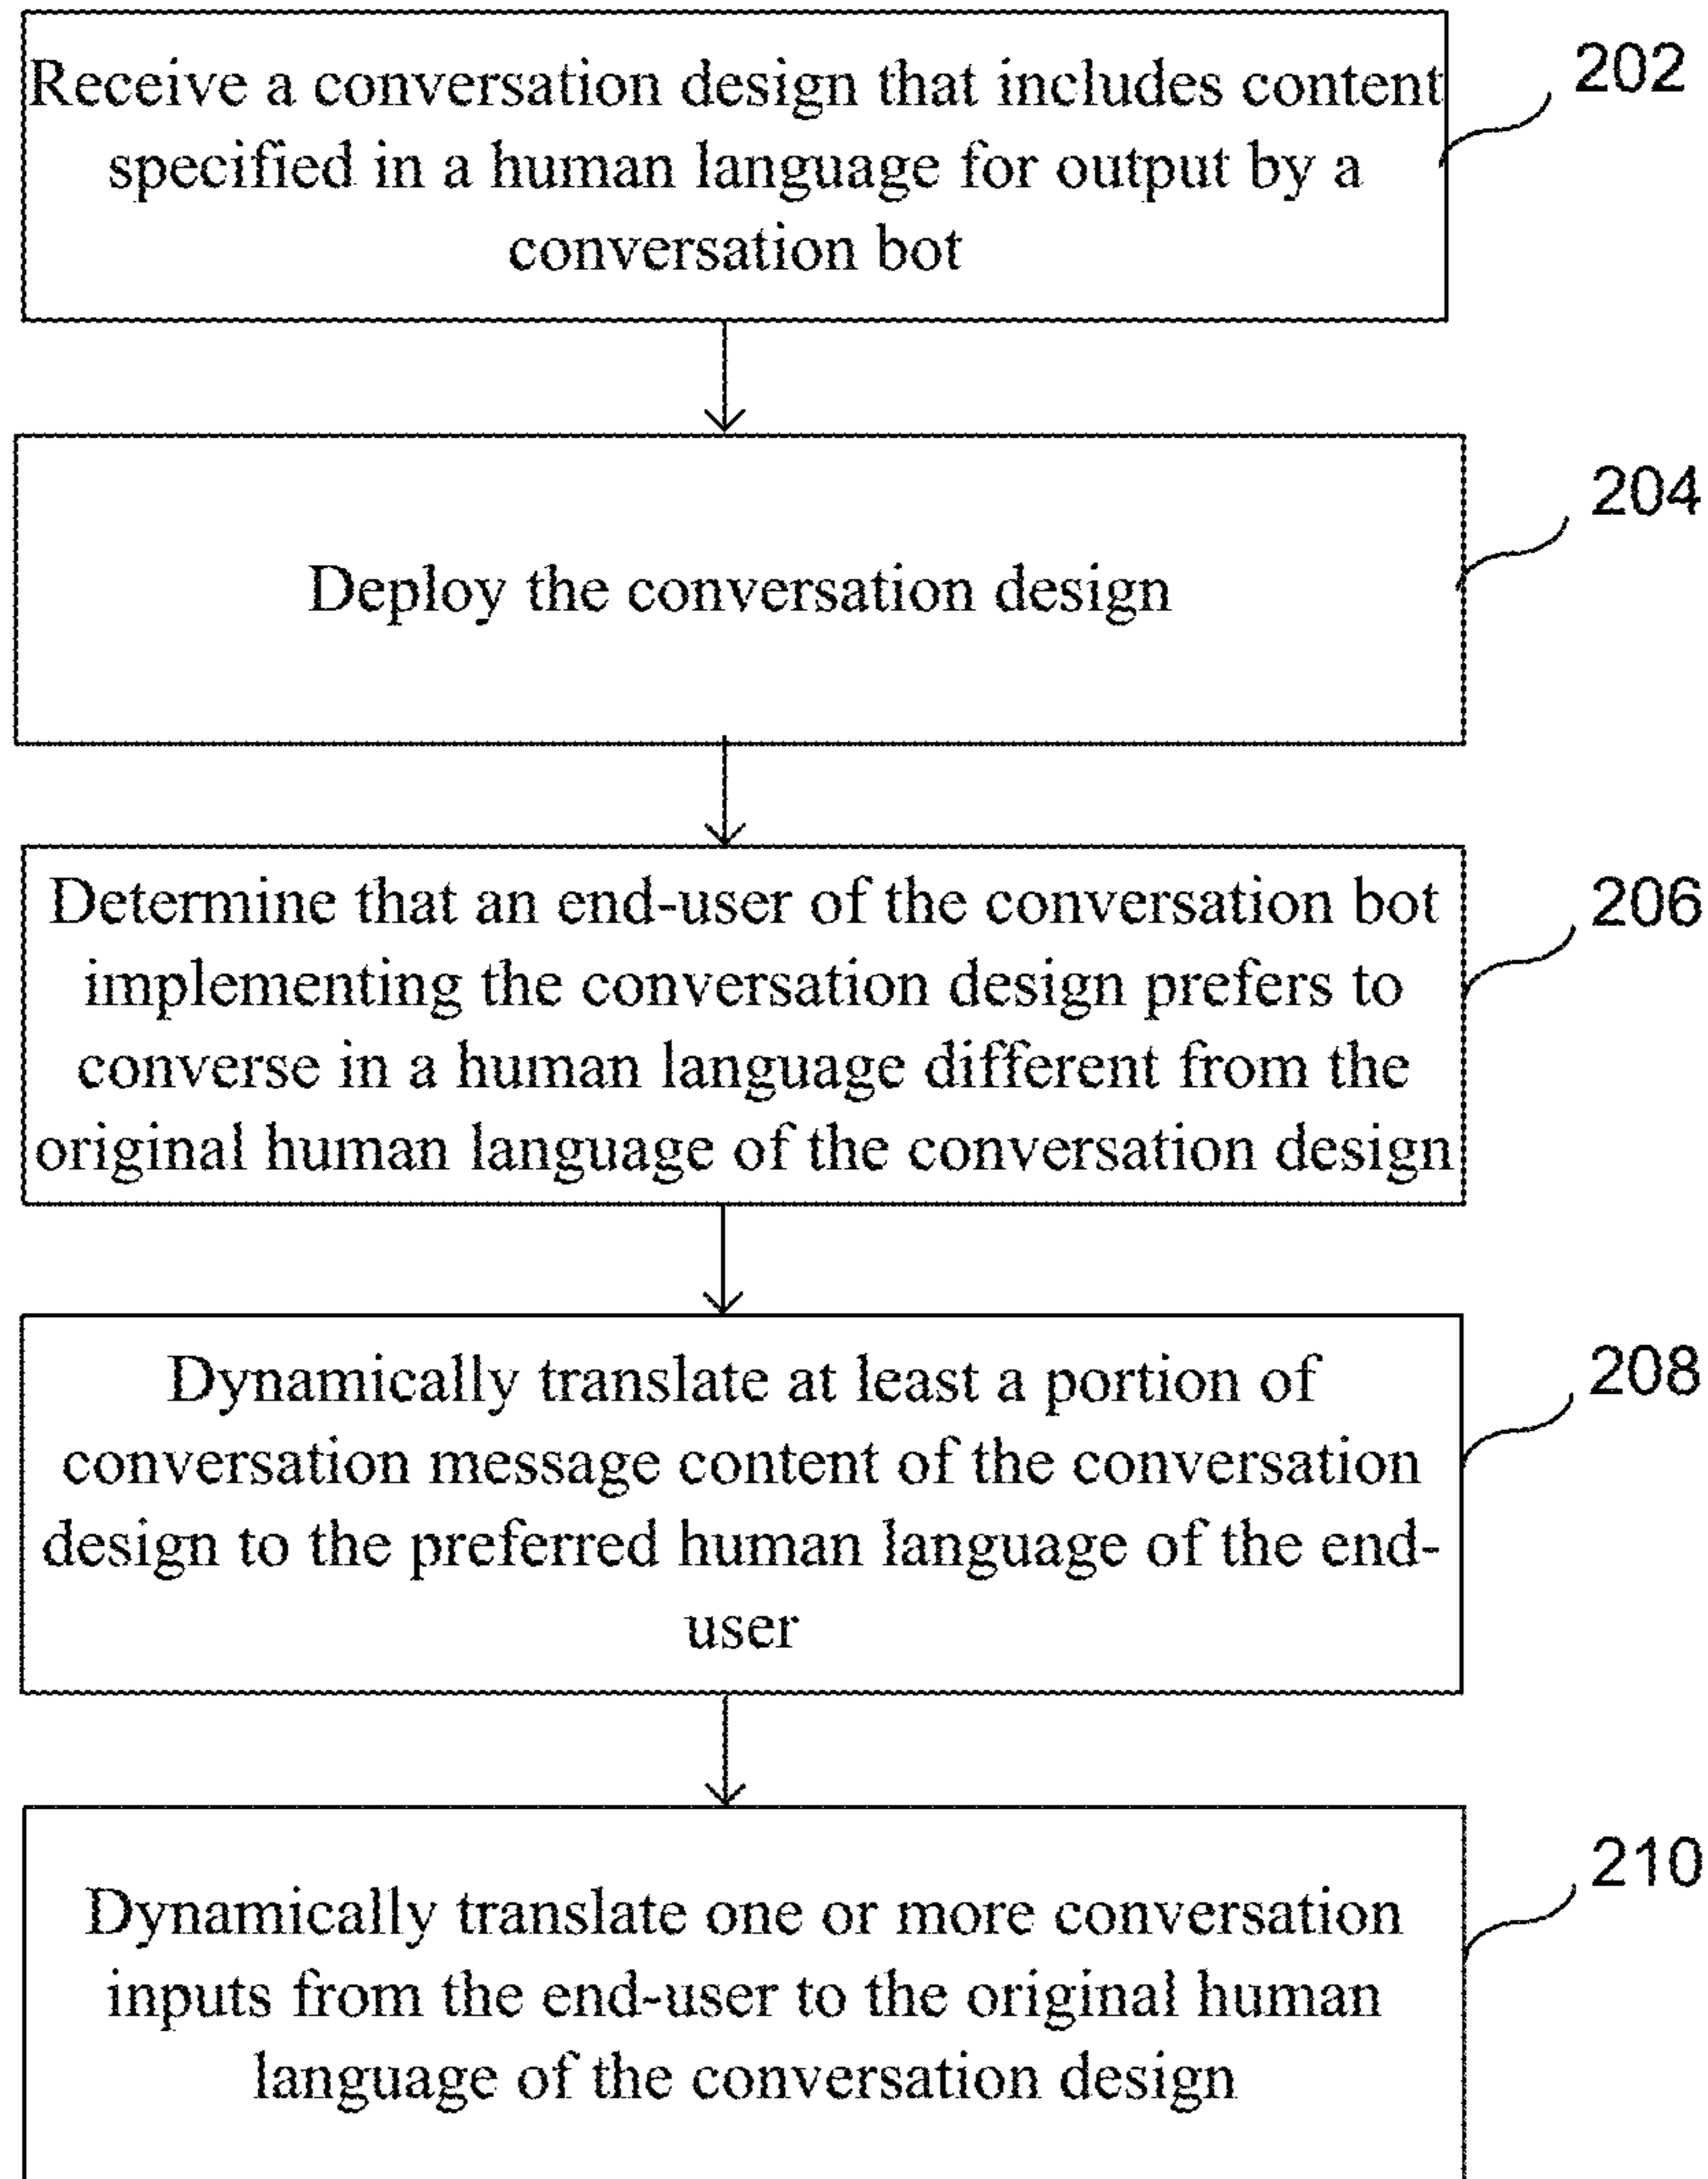 Receive a conversation design that includes content
specified in a human language for output by a
conversation bot
202
Deploy the conversation design
204
Determine that an end-user of the conversation bot
implementing the conversation design prefers to
converse in a human language different from the
original human language of the conversation design
206
Dynamically translate at least a portion of
conversation message content of the conversation
design to the preferred human language of the end-
user
208
Dynamically translate one or more conversation
inputs from the end-user to the original human
language of the conversation design
210